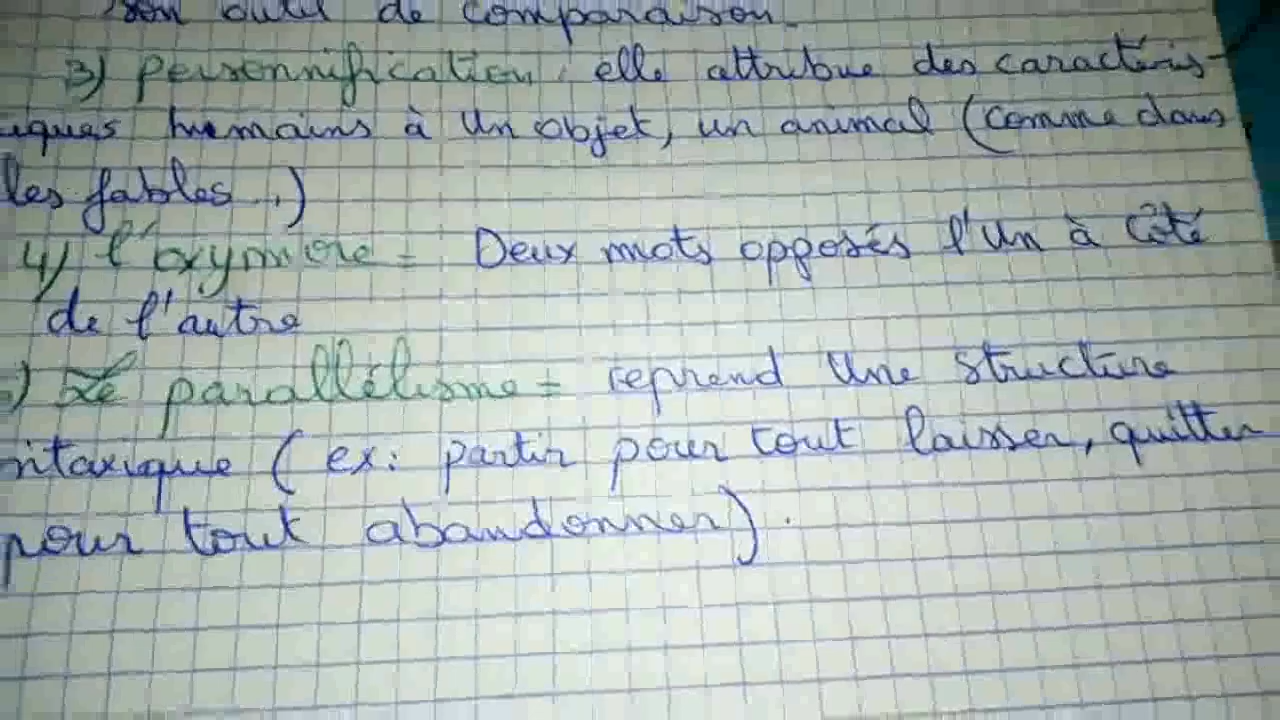 son outil de comparaison.
3) personnification : elle attribue des caractéris-
iques humains à un objet, un animal (comme dans
les fables...)
4) l'oxymore = Deux mots opposés l'un à côté
de l'autre
) Le parallélisme = reprend une structure
ntaxique (ex: partir pour tout laisser, quitter
pour tout abandonner).